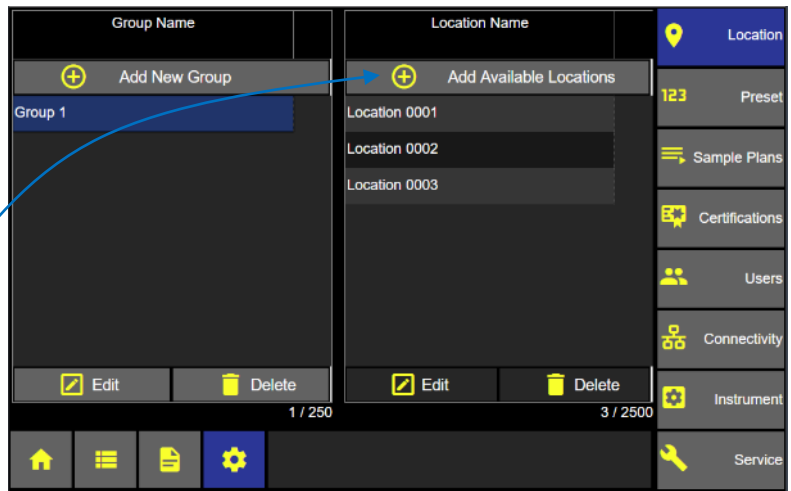 Group Name
Location Name
Add New Group
Add Available Locations
Group 1
Location 0001
Location 0002
Location 0003
Edit
Delete
Edit
Delete
1 / 250
3 / 2500
Location
123 Preset
Sample Plans
Certifications
Users
Connectivity
Instrument
Service